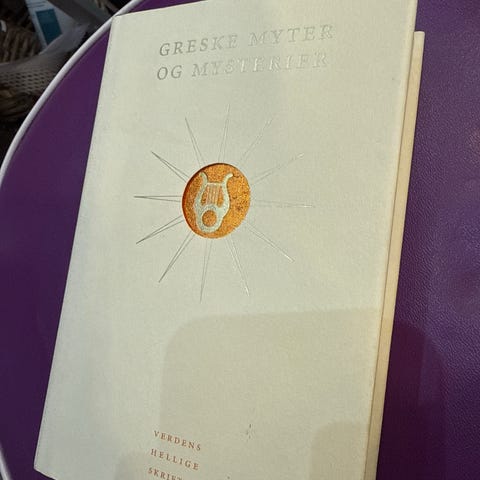 GRESKE MYTER
OG MYSTERIER
VERDENS
HELLIGE